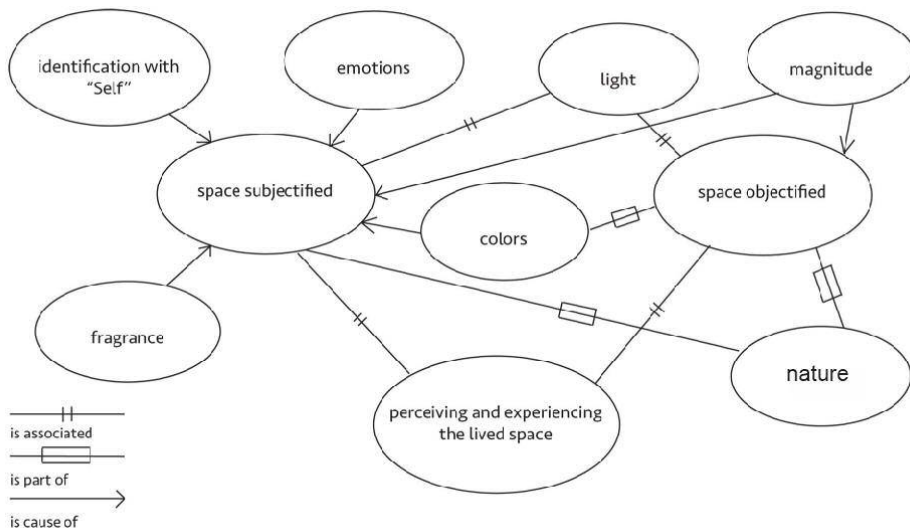 identification with
“Self”
emotions
light
magnitude
space subjectified
space objectified
colors
fragrance
nature
perceiving and experiencing
the lived space
is associated
is part of
is cause of